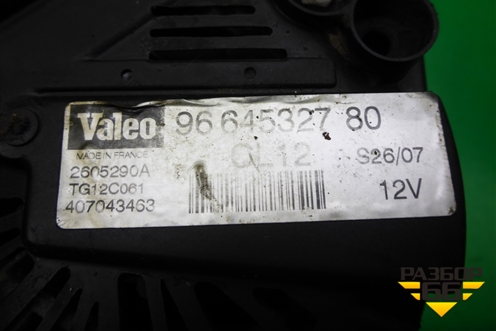 Valeo 96 645327 80
MADE IN FRANCE CL12 S26/07
2605290A
TG12C061 12V
407043463
РАЗБОР
66